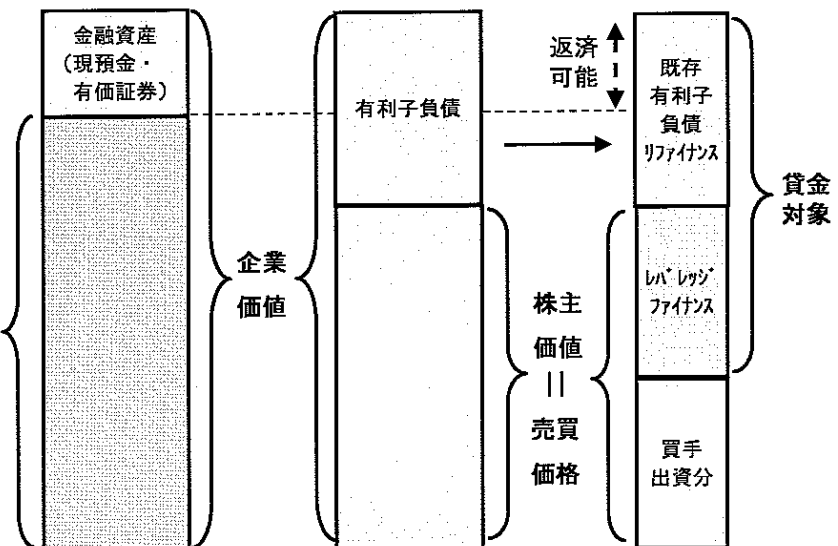 金融資産
(現預金・
有価証券)
企業
価値
有利子負債
株主
価値
||
売買
価格
返済
可能
既存
有利子
負債
ﾘﾌｧｲﾅﾝｽ
ﾚﾊﾞﾚｯｼﾞ
ﾌｧｲﾅﾝｽ
買手
出資分
貸金
対象